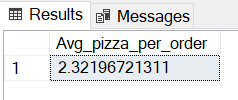 Results Messages
Avg_pizza_per_order
1 2.32196721311